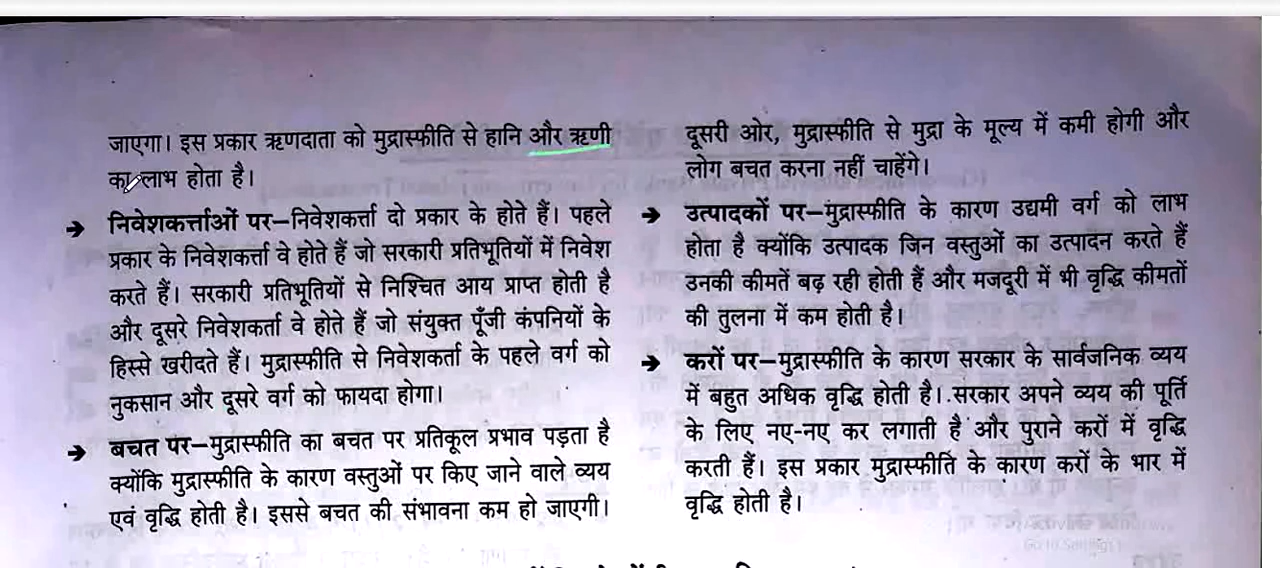 जाएगा। इस प्रकार ऋणदाता को मुद्रास्फीति से हानि और ऋणी
का लाभ होता है।
→ निवेशकर्त्ताओं पर–निवेशकर्त्ता दो प्रकार के होते हैं। पहले
प्रकार के निवेशकर्त्ता वे होते हैं जो सरकारी प्रतिभूतियों में निवेश
करते हैं। सरकारी प्रतिभूतियों से निश्चित आय प्राप्त होती है
और दूसरे निवेशकर्ता वे होते हैं जो संयुक्त पूँजी कंपनियों के
हिस्से खरीदते हैं। मुद्रास्फीति से निवेशकर्ता के पहले वर्ग को
नुकसान और दूसरे वर्ग को फायदा होगा।
→ बचत पर–मुद्रास्फीति का बचत पर प्रतिकूल प्रभाव पड़ता है
क्योंकि मुद्रास्फीति के कारण वस्तुओं पर किए जाने वाले व्यय
एवं वृद्धि होती है। इससे बचत की संभावना कम हो जाएगी।
दूसरी ओर, मुद्रास्फीति से मुद्रा के मूल्य में कमी होगी और
लोग बचत करना नहीं चाहेंगे।
→ उत्पादकों पर–मुद्रास्फीति के कारण उद्यमी वर्ग को लाभ
होता है क्योंकि उत्पादक जिन वस्तुओं का उत्पादन करते हैं
उनकी कीमतें बढ़ रही होती हैं और मजदूरी में भी वृद्धि कीमतों
की तुलना में कम होती है।
→ करों पर–मुद्रास्फीति के कारण सरकार के सार्वजनिक व्यय
में बहुत अधिक वृद्धि होती है। सरकार अपने व्यय की पूर्ति
के लिए नए-नए कर लगाती है और पुराने करों में वृद्धि
करती हैं। इस प्रकार मुद्रास्फीति के कारण करों के भार में
वृद्धि होती है।